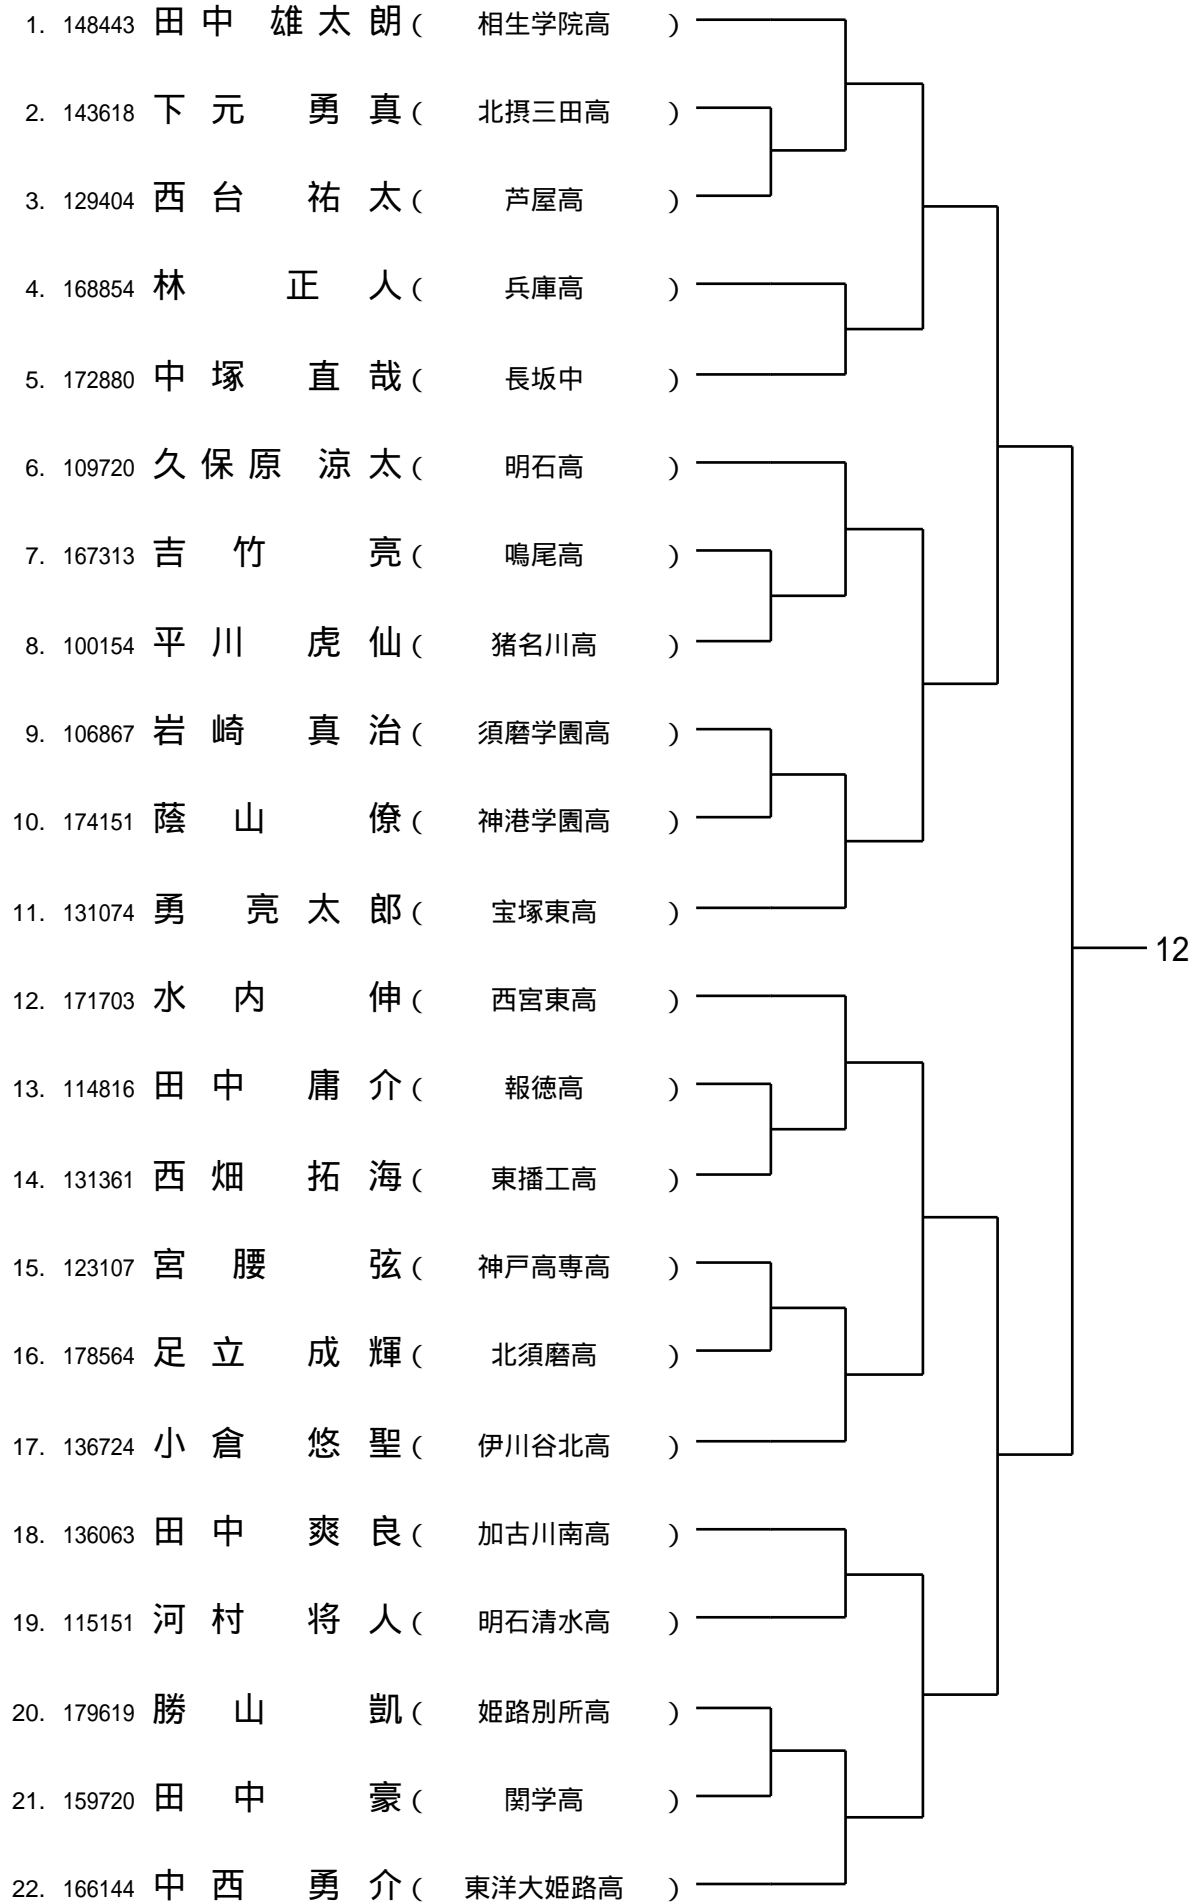 1. 148443 田中 雄太朗 ( 相生学院高 )
2. 143618 下元 勇真 ( 北摂三田高 )
3. 129404 西台 祐太 ( 芦屋高 )
4. 168854 林 正人 ( 兵庫高 )
5. 172880 中塚 直哉 ( 長坂中 )
6. 109720 久保原 涼太 ( 明石高 )
7. 167313 吉竹 亮 ( 鳴尾高 )
8. 100154 平川 虎仙 ( 猪名川高 )
9. 106867 岩崎 真治 ( 須磨学園高 )
10. 174151 蔭山 僚 ( 神港学園高 )
11. 131074 勇 亮太郎 ( 宝塚東高 )
12
12. 171703 水内 伸 ( 西宮東高 )
13. 114816 田中 庸介 ( 報徳高 )
14. 131361 西畑 拓海 ( 東播工高 )
15. 123107 宮腰 弦 ( 神戸高専高 )
16. 178564 足立 成輝 ( 北須磨高 )
17. 136724 小倉 悠聖 ( 伊川谷北高 )
18. 136063 田中 爽良 ( 加古川南高 )
19. 115151 河村 将人 ( 明石清水高 )
20. 179619 勝山 凱 ( 姫路別所高 )
21. 159720 田中 豪 ( 関学高 )
22. 166144 中西 勇介 ( 東洋大姫路高 )